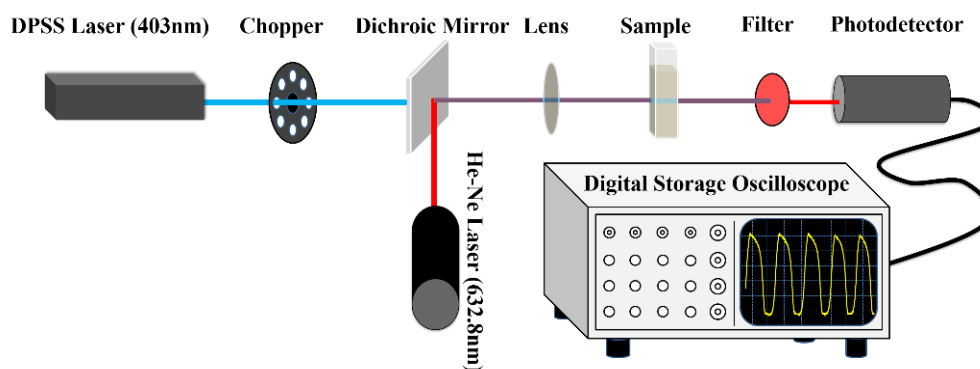 DPSS Laser (403nm)
Chopper
Dichroic Mirror
Lens
Sample
Filter
Photodetector
He-Ne Laser (632.8nm)
Digital Storage Oscilloscope